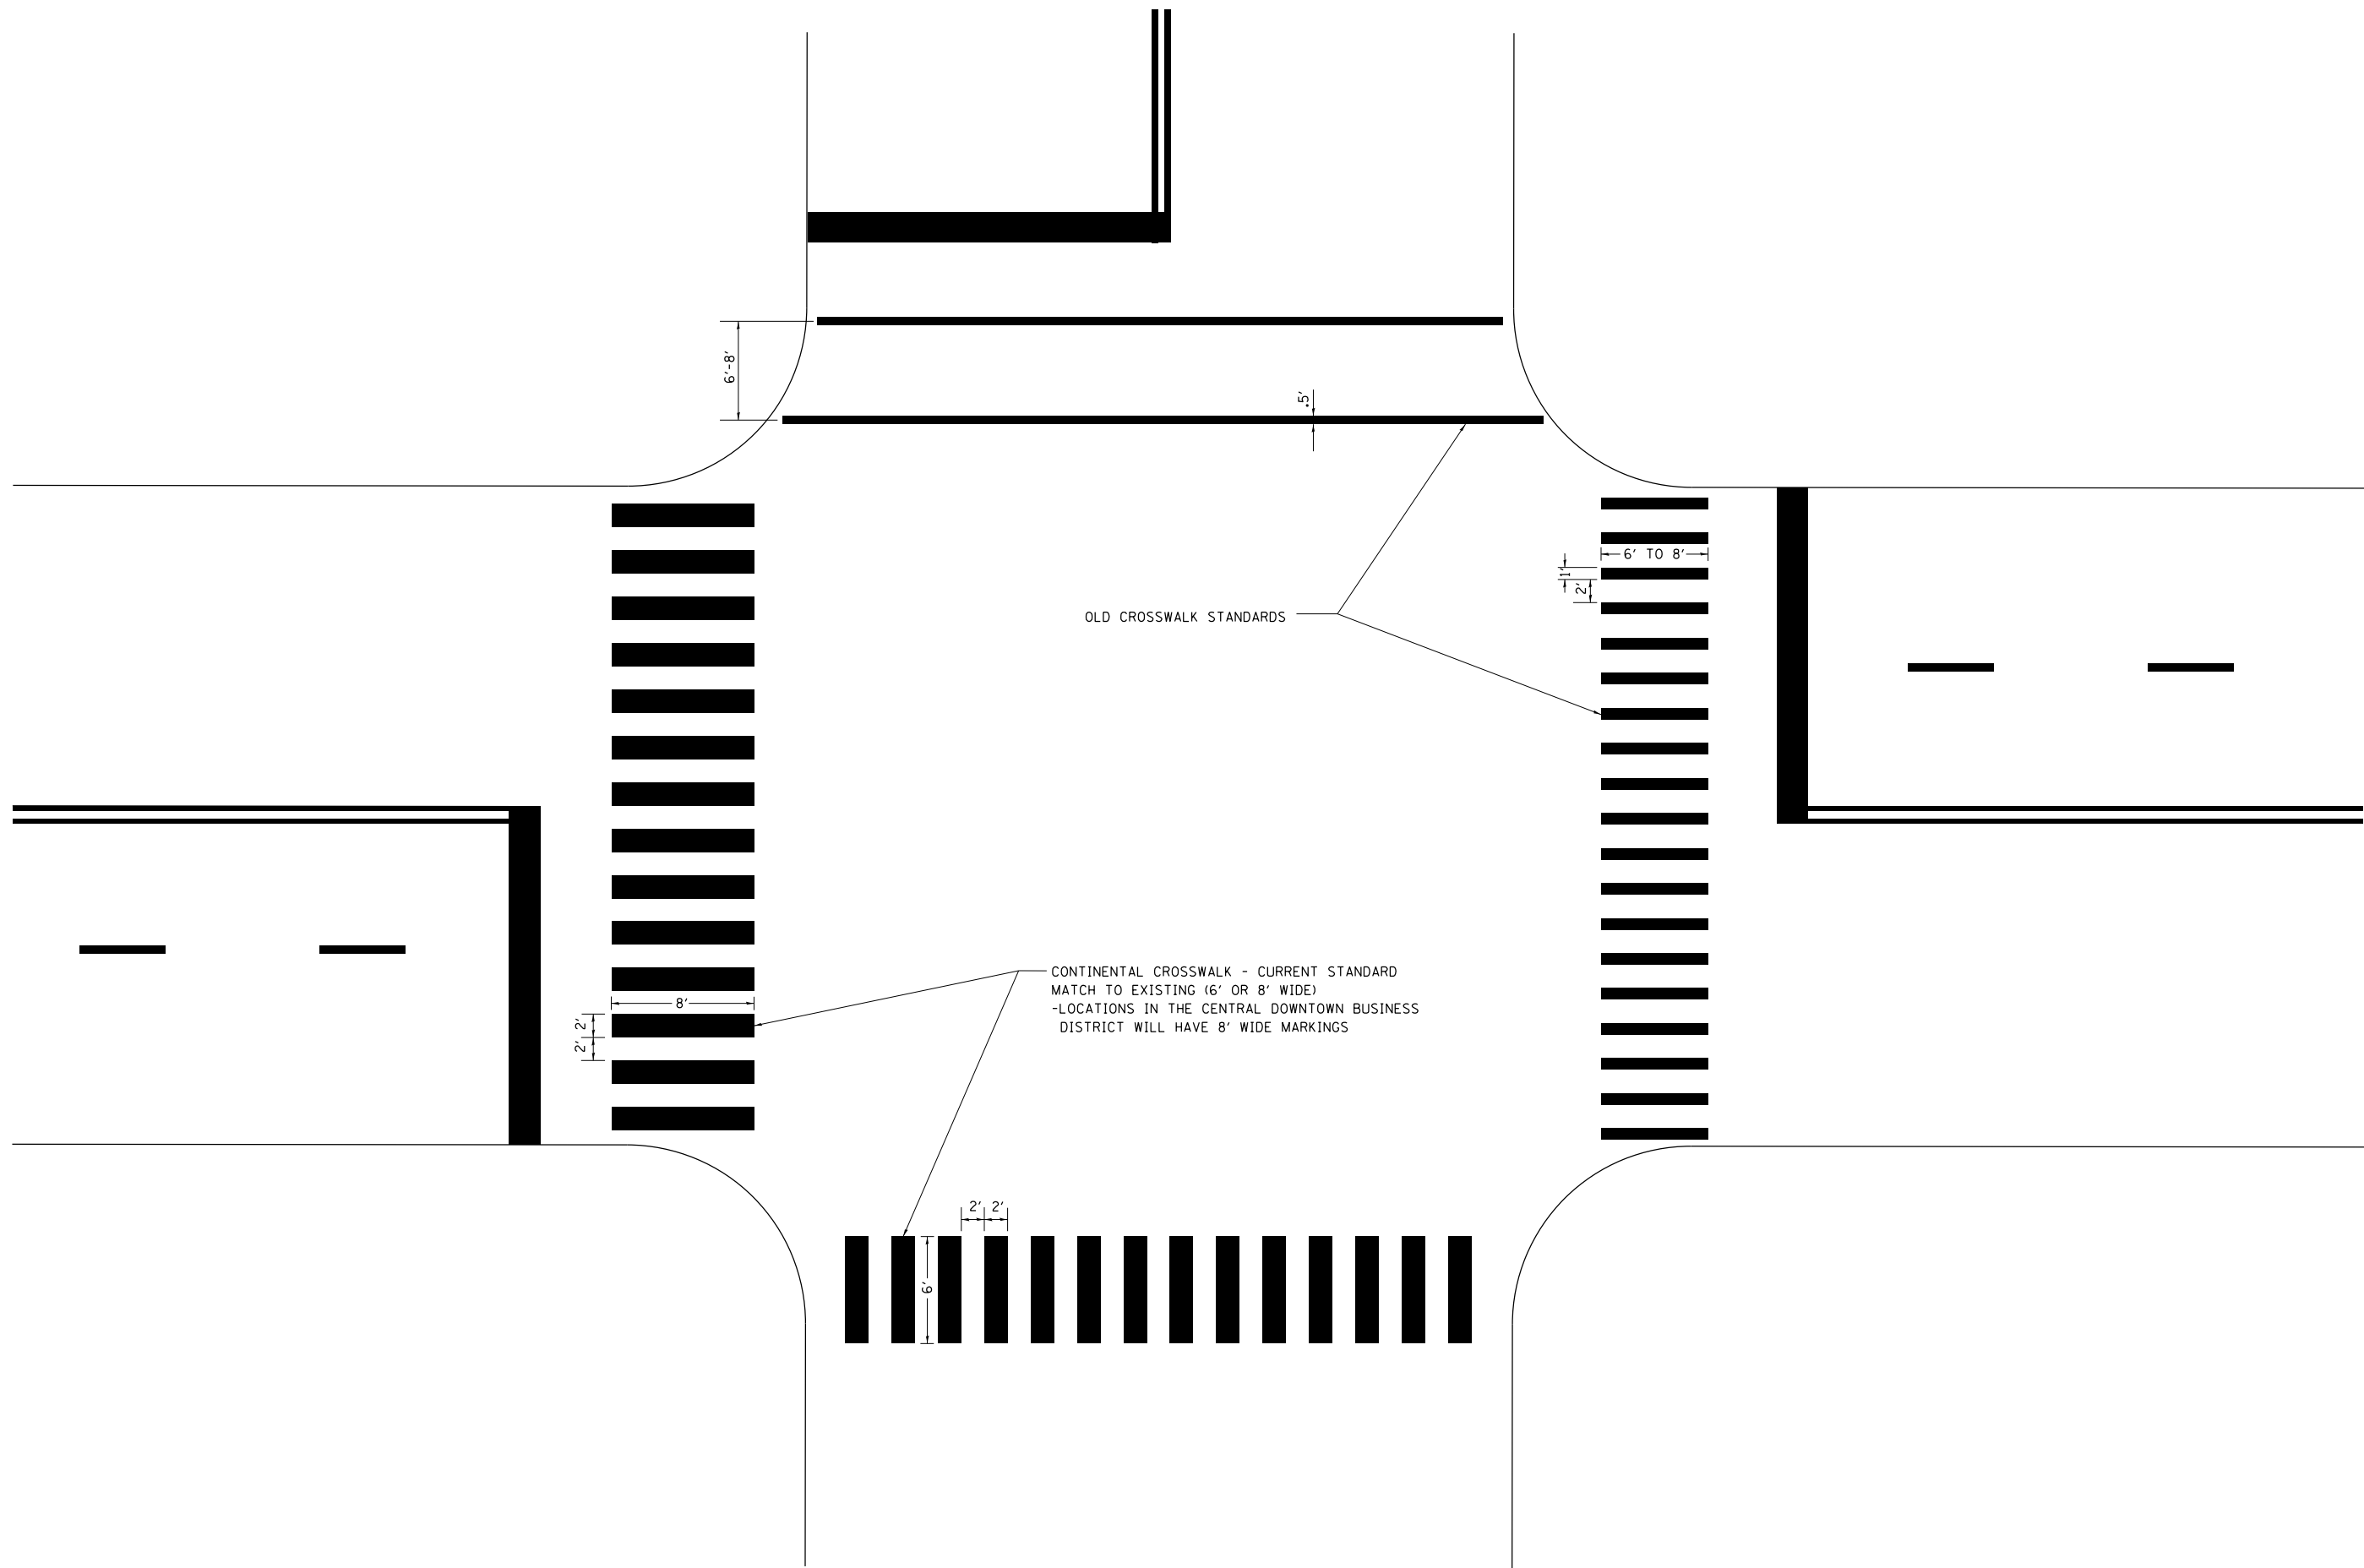 6'-8'
.5'
6' TO 8'
1'
2'
OLD CROSSWALK STANDARDS
CONTINENTAL CROSSWALK - CURRENT STANDARD
MATCH TO EXISTING (6' OR 8' WIDE)
-LOCATIONS IN THE CENTRAL DOWNTOWN BUSINESS
DISTRICT WILL HAVE 8' WIDE MARKINGS
8'
2'
2'
2' 2'
6'